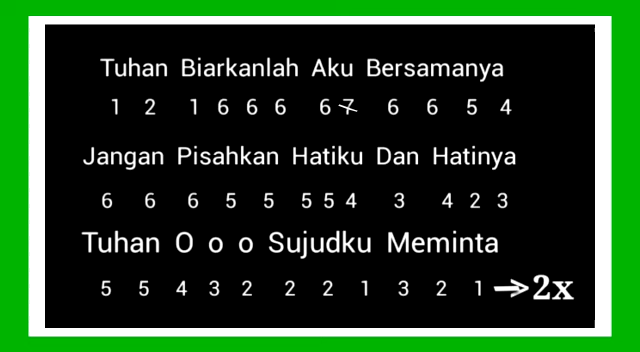 Tuhan Biarkanlah Aku Bersamanya
1 2 1 6 6 6 6 7 6 6 5 4
Jangan Pisahkan Hatiku Dan Hatinya
6 6 6 5 5 5 5 4 3 4 2 3
Tuhan O o o Sujudku Meminta
5 5 4 3 2 2 2 1 3 2 1 → 2x